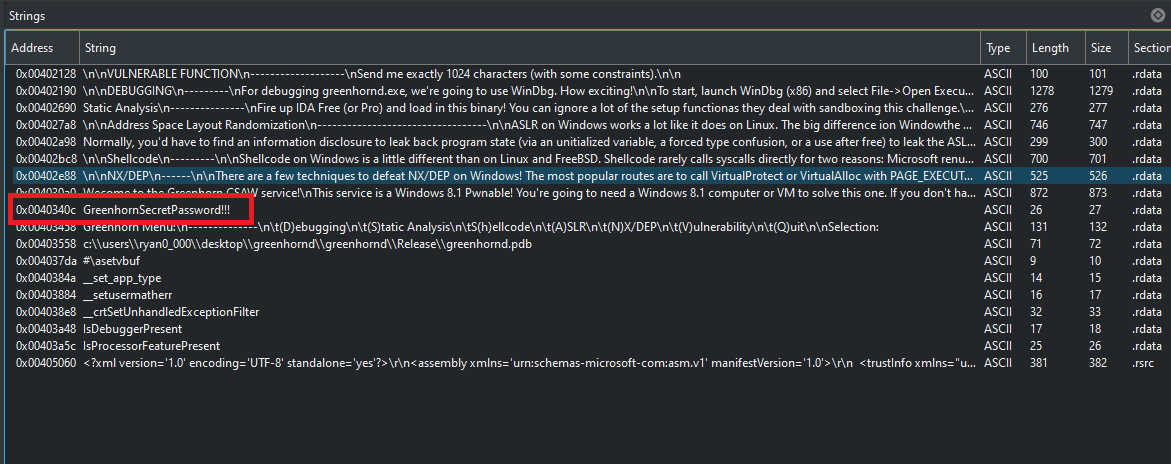 Strings
Address String Type Length Size Section
0x00402128 \n\nVULNERABLE FUNCTION\n-------------------\nSend me exactly 1024 characters (with some constraints).\n\n ASCII 100 101 .rdata
0x00402190 \n\nDEBUGGING\n---------\nFor debugging greenhorn.exe, we're going to use WinDbg. How exciting!\n\nTo start, launch WinDbg (x86) and select File->Open Execu... ASCII 1278 1279 .rdata
0x00402690 Static Analysis\n---------------\nFire up IDA Free (or Pro) and load in this binary! You can ignore a lot of the setup functionas they deal with sandboxing this challenge.\... ASCII 276 277 .rdata
0x004027a8 \n\nAddress Space Layout Randomization\n----------------------------------\n\nASLR on Windows works a lot like it does on Linux. The big difference ion Windowthe ... ASCII 746 747 .rdata
0x00402a98 Normally, you'd have to find an information disclosure to leak back program state (via an unitialized variable, a forced type confusion, or a use after free) to leak the ASL... ASCII 299 300 .rdata
0x00402bc8 \n\nShellcode\n---------\n\nShellcode on Windows is a little different than on Linux and FreeBSD. Shellcode rarely calls syscalls directly for two reasons: Microsoft renu... ASCII 700 701 .rdata
0x00402e88 \n\nNX/DEP\n------\n\nThere are a few techniques to defeat NX/DEP on Windows! The most popular routes are to call VirtualProtect or VirtualAlloc with PAGE_EXECUT... ASCII 525 526 .rdata
to the Greenhorn CSAW service!\nThis service is a Windows 8.1 Pwnable! You're going to need a Windows 8.1 computer or VM to solve this one. If you don't ha... ASCII 872 873 .rdata
0x0040340c GreenhornSecretPassword!!! ASCII 26 27 .rdata
0x00403438 Greenhorn Menu:\n--------------\n\t(D)ebugging\n\t(S)tatic Analysis\n\tS(h)ellcode\n\t(A)SLR\n\t(N)X/DEP\n\t(V)ulnerability\n\t(Q)uit\n\nSelection: ASCII 131 132 .rdata
0x00403558 c:\\users\\ryan0_000\\desktop\\greenhornd\\greenhornd\\Release\\greenhornd.pdb ASCII 71 72 .rdata
0x004037da #\asetvbuf ASCII 9 10 .rdata
0x0040384a __set_app_type ASCII 14 15 .rdata
0x00403884 __setusermatherr ASCII 16 17 .rdata
0x004038e8 __crtSetUnhandledExceptionFilter ASCII 32 33 .rdata
0x00403a48 IsDebuggerPresent ASCII 17 18 .rdata
0x00403a5c IsProcessorFeaturePresent ASCII 25 26 .rdata
0x00405060 <?xml version='1.0' encoding='UTF-8' standalone='yes'?>\r\n<assembly xmlns='urn:schemas-microsoft-com:asm.v1' manifestVersion='1.0'>\r\n <trustInfo xmlns="u... ASCII 381 382 .rsrc